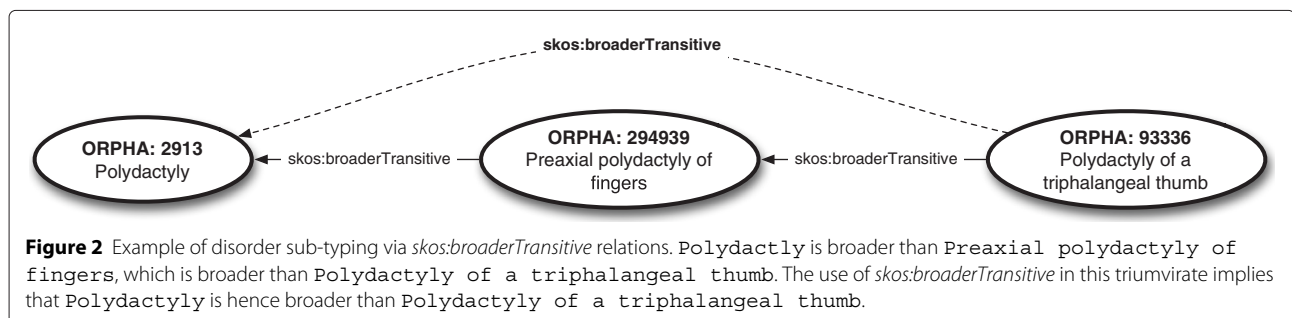 skos:broaderTransitive
ORPHA: 2913
Polydactyly
skos:broaderTransitive
ORPHA: 294939
Preaxial polydactyly of
fingers
skos:broaderTransitive
ORPHA: 93336
Polydactyly of a
triphalangeal thumb
Figure 2 Example of disorder sub-typing via skos:broaderTransitive relations. Polydactly is broader than Preaxial polydactyly of
fingers, which is broader than Polydactyly of a triphalangeal thumb. The use of skos:broaderTransitive in this triumvirate implies
that Polydactyly is hence broader than Polydactyly of a triphalangeal thumb.